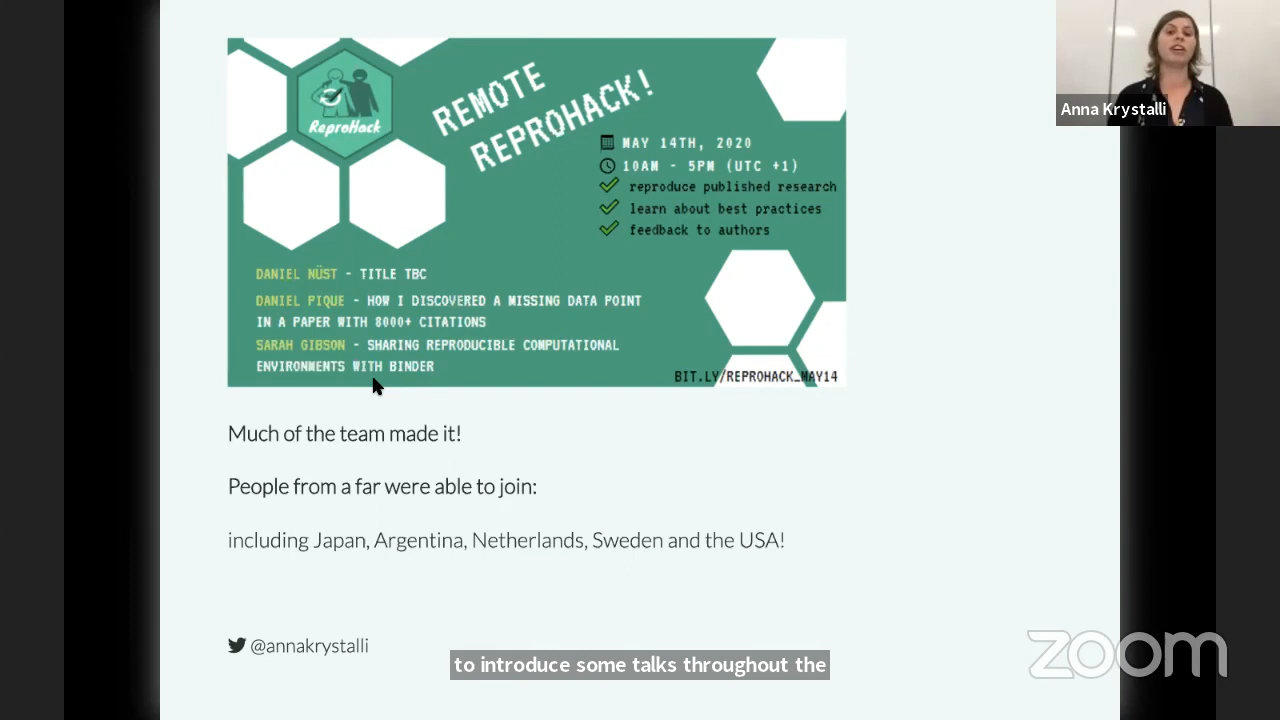 ReproHack
REMOTE
REPROHACK!
MAY 14TH, 2020
10AM - 5PM (UTC +1)
reproduce published research
learn about best practices
feedback to authors
DANIEL NÜST - TITLE TBC
DANIEL PIQUE - HOW I DISCOVERED A MISSING DATA POINT
IN A PAPER WITH 8000+ CITATIONS
SARAH GIBSON - SHARING REPRODUCIBLE COMPUTATIONAL
ENVIRONMENTS WITH BINDER
BIT.LY/REPROHACK_MAY14
Anna Krystalli
Much of the team made it!
People from a far were able to join:
including Japan, Argentina, Netherlands, Sweden and the USA!
@annakrystalli
to introduce some talks throughout the
zoom